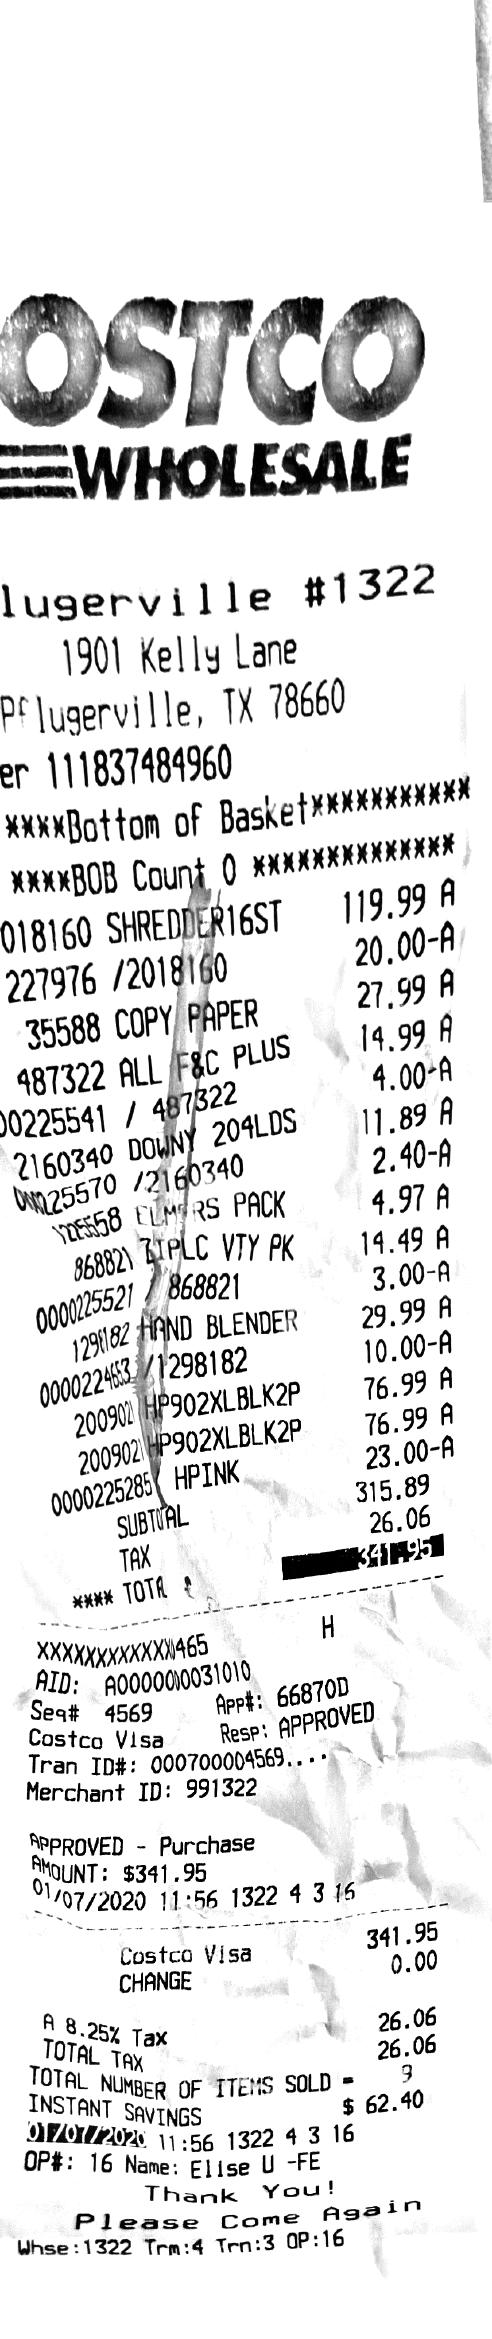 OSTCO
WHOLESALE
lugerville #1322
1901 Kelly Lane
Pflugerville, TX 78660
er 111837484960
****Bottom of Basket***********
****BOB Count 0 **************
018160 SHREDDER16ST 119.99 A
227976 /2018160 20.00-A
35588 COPY PAPER 27.99 A
487322 ALL F&C PLUS 14.99 A
00225541 / 487322 4.00-A
2160340 DOWNY 204LDS 11.89 A
0000225570 /2160340 2.40-A
ELMERS PACK 4.97 A
868821 ZIPLC VTY PK 14.49 A
0000225521 / 868821 3.00-A
1298182 HAND BLENDER 29.99 A
0000224653 /1298182 10.00-A
200902 HP902XLBLK2P 76.99 A
200902 HP902XLBLK2P 76.99 A
0000225285 HPINK 23.00-A
SUBTOTAL 315.89
TAX 26.06
**** TOTAL 341.95
XXXXXXXXXXXX0465 H
AID: A0000000031010
Seq# 4569 App#: 66870D
Costco Visa Resp: APPROVED
Tran ID#: 000700004569....
Merchant ID: 991322
APPROVED - Purchase
AMOUNT: $341.95
01/07/2020 11:56 1322 4 3 16
Costco Visa 341.95
CHANGE 0.00
A 8.25% Tax 26.06
TOTAL TAX 26.06
TOTAL NUMBER OF ITEMS SOLD = 9
INSTANT SAVINGS $ 62.40
01/07/2020 11:56 1322 4 3 16
OP#: 16 Name: Elise U -FE
Thank You!
Please Come Again
Whse:1322 Trm:4 Trn:3 OP:16